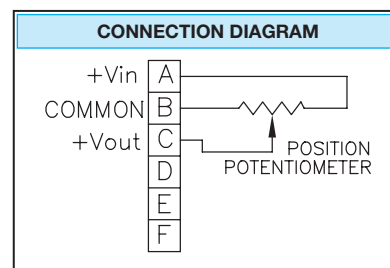 CONNECTION DIAGRAM
+Vin A
COMMON B
+Vout C
POSITION
POTENTIOMETER
D
E
F